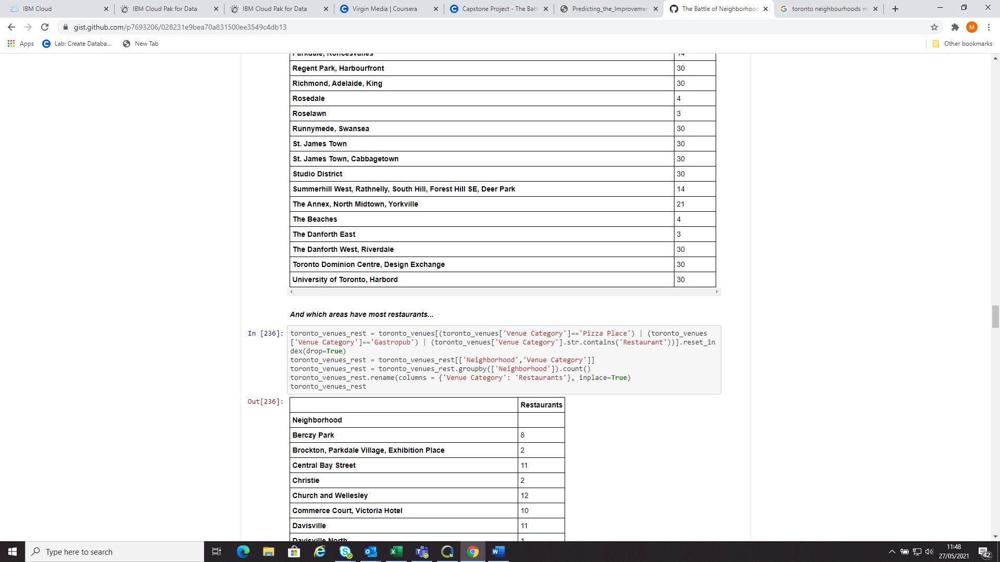 IBM Cloud
IBM Cloud Pak for Data
IBM Cloud Pak for Data
Virgin Media | Coursera
Capstone Project - The Batt
Predicting_the_Improvemen
The Battle of Neighborhoo
toronto neighbourhoods m
gist.github.com/p7693206/028231e9bea70a831500ee3549c4db13
M
Apps
Lab: Create Databa...
New Tab
Other bookmarks
Parkdale, Roncesvalles 14
Regent Park, Harbourfront 30
Richmond, Adelaide, King 30
Rosedale 4
Roselawn 3
Runnymede, Swansea 30
St. James Town 30
St. James Town, Cabbagetown 30
Studio District 30
Summerhill West, Rathnelly, South Hill, Forest Hill SE, Deer Park 14
The Annex, North Midtown, Yorkville 21
The Beaches 4
The Danforth East 3
The Danforth West, Riverdale 30
Toronto Dominion Centre, Design Exchange 30
University of Toronto, Harbord 30
And which areas have most restaurants...
In [236]:
toronto_venues_rest = toronto_venues[(toronto_venues['Venue Category']=='Pizza Place') | (toronto_venues
['Venue Category']=='Gastropub') | (toronto_venues['Venue Category'].str.contains('Restaurant'))].reset_in
dex(drop=True)
toronto_venues_rest = toronto_venues_rest[['Neighborhood','Venue Category']]
toronto_venues_rest = toronto_venues_rest.groupby(['Neighborhood']).count()
toronto_venues_rest.rename(columns = {'Venue Category': 'Restaurants'}, inplace=True)
toronto_venues_rest
Out[236]:
Restaurants
Neighborhood
Berczy Park 8
Brockton, Parkdale Village, Exhibition Place 2
Central Bay Street 11
Christie 2
Church and Wellesley 12
Commerce Court, Victoria Hotel 10
Davisville 11
Davisville North 1
Type here to search
11:48
27/05/2021
42